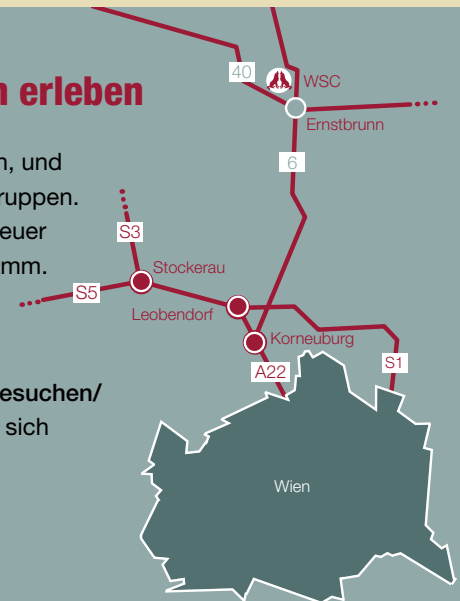 n erleben
n, und
ruppen.
euer
mm.
esuchen/
sich
40
WSC
Ernstbrunn
6
S3
Stockerau
S5
Leobendorf
Korneuburg
A22
S1
Wien